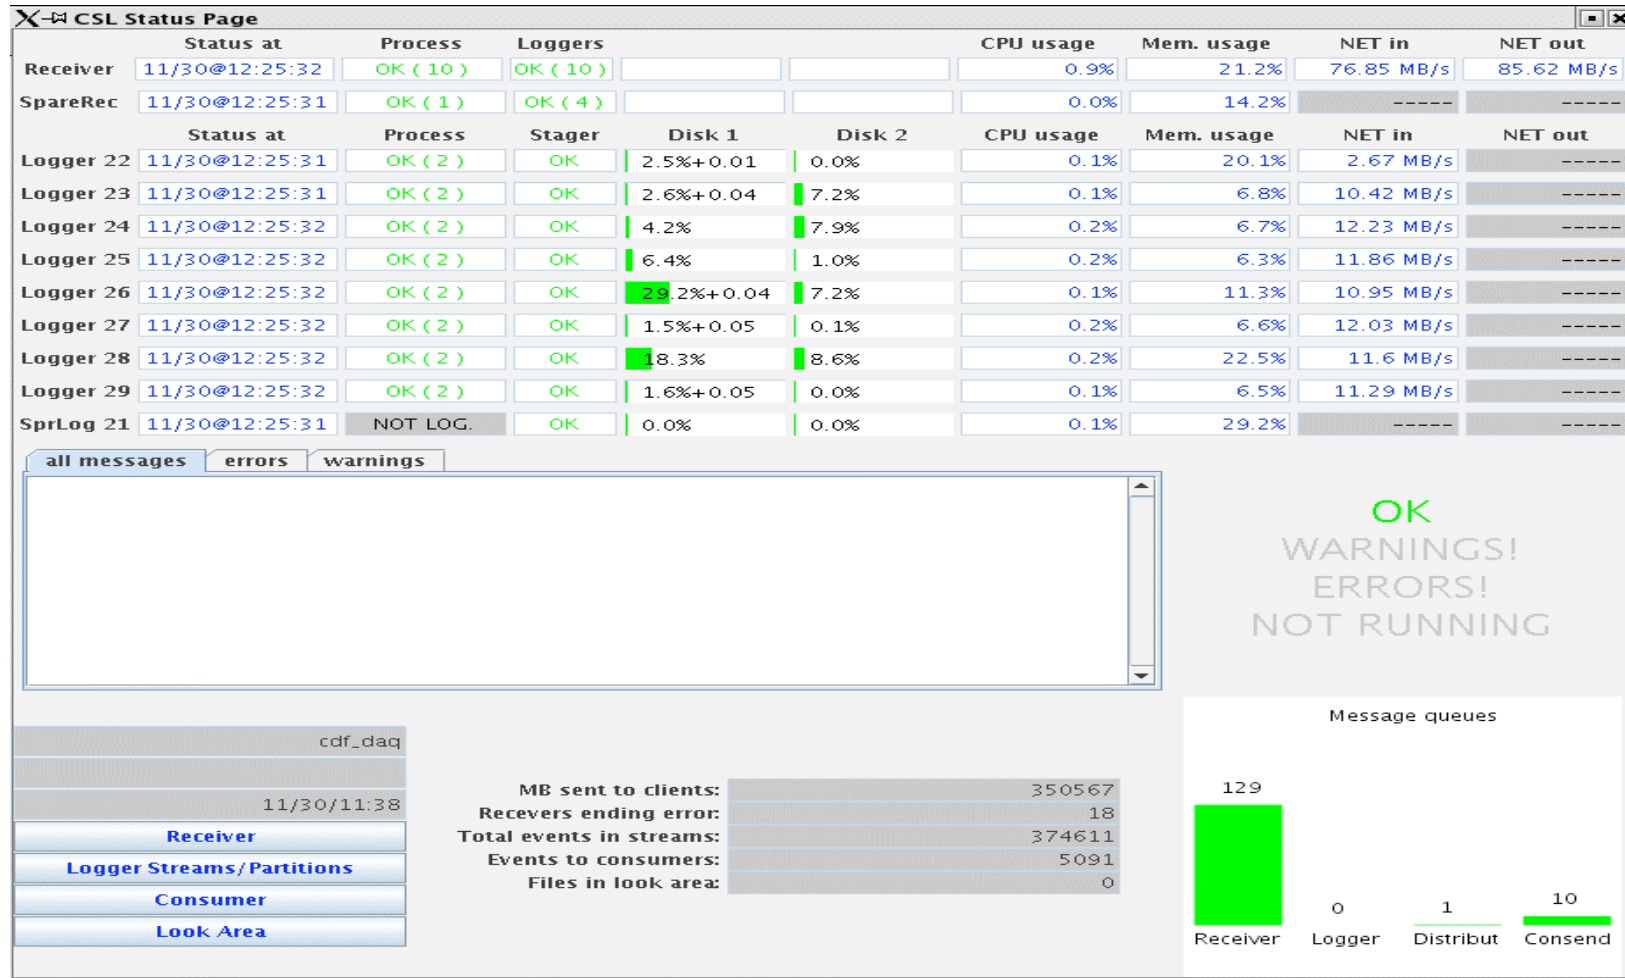 CSL Status Page
Status at Process Loggers CPU usage Mem. usage NET in NET out
Receiver 11/30@12:25:32 OK ( 10 ) OK ( 10 ) 0.9% 21.2% 76.85 MB/s 85.62 MB/s
SpareRec 11/30@12:25:31 OK ( 1 ) OK ( 4 ) 0.0% 14.2% ----- -----
Status at Process Stager Disk 1 Disk 2 CPU usage Mem. usage NET in NET out
Logger 22 11/30@12:25:31 OK ( 2 ) OK 2.5%+0.01 0.0% 0.1% 20.1% 2.67 MB/s -----
Logger 23 11/30@12:25:31 OK ( 2 ) OK 2.6%+0.04 7.2% 0.1% 6.8% 10.42 MB/s -----
Logger 24 11/30@12:25:32 OK ( 2 ) OK 4.2% 7.9% 0.2% 6.7% 12.23 MB/s -----
Logger 25 11/30@12:25:32 OK ( 2 ) OK 6.4% 1.0% 0.2% 6.3% 11.86 MB/s -----
Logger 26 11/30@12:25:32 OK ( 2 ) OK 29.2%+0.04 7.2% 0.1% 11.3% 10.95 MB/s -----
Logger 27 11/30@12:25:32 OK ( 2 ) OK 1.5%+0.05 0.1% 0.2% 6.6% 12.03 MB/s -----
Logger 28 11/30@12:25:32 OK ( 2 ) OK 18.3% 8.6% 0.2% 22.5% 11.6 MB/s -----
Logger 29 11/30@12:25:32 OK ( 2 ) OK 1.6%+0.05 0.0% 0.1% 6.5% 11.29 MB/s -----
SprLog 21 11/30@12:25:31 NOT LOG. OK 0.0% 0.0% 0.1% 29.2% ----- -----
all messages errors warnings
OK
WARNINGS!
ERRORS!
NOT RUNNING
cdf_daq
11/30/11:38
Receiver
Logger Streams/Partitions
Consumer
Look Area
MB sent to clients: 350567
Recevers ending error: 18
Total events in streams: 374611
Events to consumers: 5091
Files in look area: 0
Message queues
129 0 1 10
Receiver Logger Distribut Consend